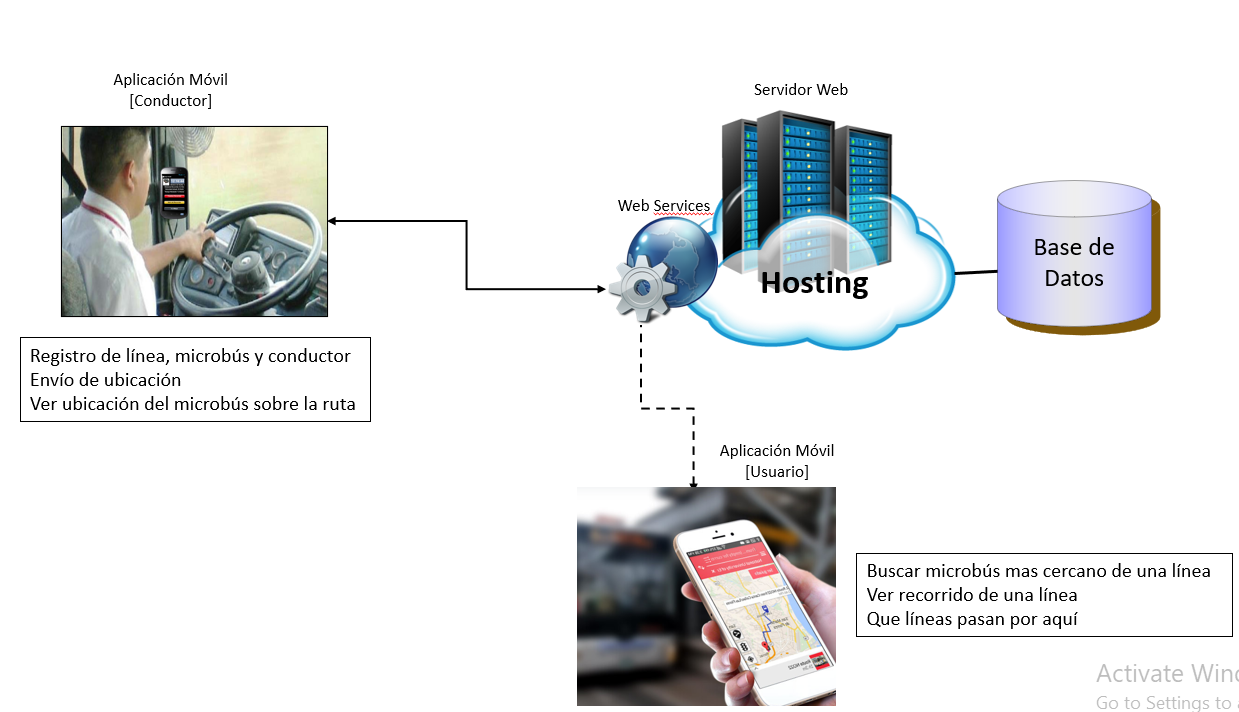 Aplicación Móvil
[Conductor]
Servidor Web
Web Services
Hosting
Base de
Datos
Registro de línea, microbús y conductor
Envío de ubicación
Ver ubicación del microbús sobre la ruta
Aplicación Móvil
[Usuario]
Buscar microbús mas cercano de una línea
Ver recorrido de una línea
Que líneas pasan por aquí
Activate Win
Go to Settings to